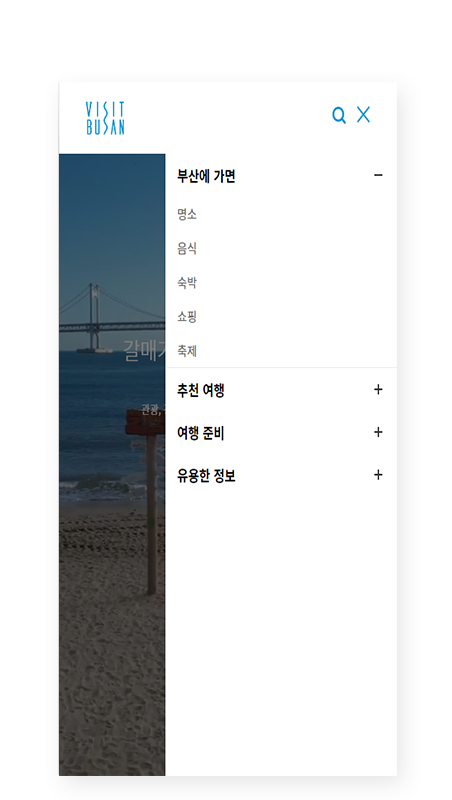 VISIT
BUSAN
부산에 가면
명소
음식
숙박
쇼핑
축제
갈매기
관광,
추천 여행
여행 준비
유용한 정보